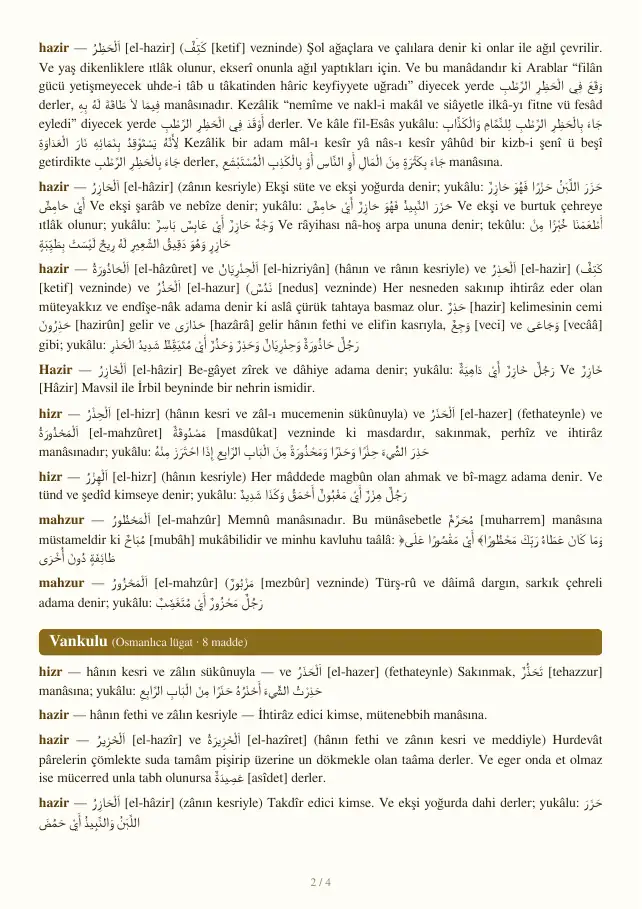 hazir — اَلْحَظِرُ [el-hazir] (كَتِفٌ [ketif] vezninde) Şol ağaçlara ve çalılara denir ki onlar ile ağıl çevrilir.
Ve yaş dikenliklere ıtlâk olunur, ekserî onunla ağıl yaptıkları için. Ve bu manâdandır ki Arablar “filân
gücü yetişmeyecek uhde-i tâb u tâkatinden hâric keyfiyyete uğradı” diyecek yerde وَقَعَ فِي الْحَظِرِ الرَّطْبِ
derler, فِيمَا لَا طَاقَةَ لَهُ بِهِ manâsınadır. Kezâlik “nemîme ve nakl-i makâl ve siâyetle ilkâ-yı fitne vü fesâd
eyledi” diyecek yerde أَوْقَدَ فِي الْحَظِرِ الرَّطْبِ derler. Ve kâle fil-Esâs yukâlu: جَاءَ بِالْحَظِرِ الرَّطْبِ لِلنَّمَّامِ وَالْكَذَّابِ
لِأَنَّهُ يَسْتَوْقِدُ بِنَمَائِهِ نَارَ الْعَدَاوَةِ Kezâlik bir adam mâl-ı kesîr yâ nâs-ı kesîr yâhûd bir kizb-i şenî ü beşî
getirdikte جَاءَ بِالْحَظِرِ الرَّطْبِ derler, جَاءَ بِكَثْرَةٍ مِنَ الْمَالِ أَوِ النَّاسِ أَوْ بِالْكَذِبِ الْمُسْتَبْشَعِ manâsına.
hazir — اَلْحَازِرُ [el-hâzir] (zânın kesriyle) Ekşi süte ve ekşi yoğurda denir; yukâlu: حَزَرَ اللَّبَنُ حَزْرًا فَهُوَ حَازِرٌ
أَيْ حَامِضٌ Ve ekşi şarâb ve nebîze denir; yukâlu: حَزَرَ النَّبِيذُ فَهُوَ حَازِرٌ أَيْ حَامِضٌ Ve ekşi ve burtuk çehreye
ıtlâk olunur; yukâlu: وَجْهٌ حَازِرٌ أَيْ عَابِسٌ بَاسِرٌ Ve râyihası nâ-hoş arpa ununa denir; tekûlu: أَطْعَمَنَا خُبْزًا مِنْ
حَازِرٍ وَهُوَ دَقِيقُ الشَّعِيرِ لَهُ رِيحٌ لَيْسَتْ بِطَيِّبَةٍ
hazir — اَلْحَاذُورَةُ [el-hâzûret] ve اَلْحِذْرِيَانُ [el-hizriyân] (hânın ve rânın kesriyle) ve اَلْحَذِرُ [el-hazir] (كَتِفٌ
[ketif] vezninde) ve اَلْحَذُرُ [el-hazur] (نَدُسٌ [nedus] vezninde) Her nesneden sakınıp ihtirâz eder olan
müteyakkız ve endîşe-nâk adama denir ki aslâ çürük tahtaya basmaz olur. حَذِرٌ [hazir] kelimesinin cemi
حَذِرُونَ [hazirûn] gelir ve حَذَارَى [hazârâ] gelir hânın fethi ve elifin kasrıyla, وَجِعٌ [veci] ve وَجَاعَى [vecââ]
gibi; yukâlu: رَجُلٌ حَاذُورَةٌ وَحِذْرِيَانٌ وَحَذِرٌ وَحَذُرٌ أَيْ مُتَيَقِّظٌ شَدِيدُ الْحَذَرِ
Hazir — اَلْحَازِرُ [el-hâzir] Be-gâyet zîrek ve dâhiye adama denir; yukâlu: رَجُلٌ حَازِرٌ أَيْ دَاهِيَةٌ Ve حَازِرٌ
[Hâzir] Mavsil ile İrbil beyninde bir nehrin ismidir.
hizr — اَلْحِذْرُ [el-hizr] (hânın kesri ve zâl-ı mucemenin sükûnuyla) ve اَلْحَذَرُ [el-hazer] (fethateynle) ve
اَلْمَحْذُورَةُ [el-mahzûret] مَصْدُوقَةٌ [masdûkat] vezninde ki masdardır, sakınmak, perhîz ve ihtirâz
manâsınadır; yukâlu: حَذِرَ الشَّيْءَ حِذْرًا وَحَذَرًا وَمَحْذُورَةً مِنَ الْبَابِ الرَّابِعِ إِذَا احْتَرَزَ مِنْهُ
hizr — اَلْهِزْرُ [el-hizr] (hânın kesriyle) Her mâddede magbûn olan ahmak ve bî-magz adama denir. Ve
tünd ve şedîd kimseye denir; yukâlu: رَجُلٌ هِزْرٌ أَيْ مَغْبُونٌ أَحْمَقُ وَكَذَا شَدِيدٌ
mahzur — اَلْمَحْظُورُ [el-mahzûr] Memnû manâsınadır. Bu münâsebetle مُحَرَّمٌ [muharrem] manâsına
müstameldir ki مُبَاحٌ [mubâh] mukâbilidir ve minhu kavluhu taâlâ: ﴿وَمَا كَانَ عَطَاءُ رَبِّكَ مَحْظُورًا﴾ أَيْ مَقْصُورًا عَلَى
طَائِفَةٍ دُونَ أُخْرَى
mahzur — اَلْمَحْزُورُ [el-mahzûr] (مَزْبُورٌ [mezbûr] vezninde) Türş-rû ve dâimâ dargın, sarkık çehreli
adama denir; yukâlu: رَجُلٌ مَحْزُورٌ أَيْ مُتَغَضِّبٌ
Vankulu (Osmanlıca lügat · 8 madde)
hizr — hânın kesri ve zâlın sükûnuyla — ve اَلْحَذَرُ [el-hazer] (fethateynle) Sakınmak, تَحَذُّرٌ [tehazzur]
manâsına; yukâlu: حَذِرْتُ الشَّيْءَ أَحْذَرُهُ حَذَرًا مِنَ الْبَابِ الرَّابِعِ
hazir — hânın fethi ve zâlın kesriyle — İhtirâz edici kimse, mütenebbih manâsına.
hazir — اَلْخَزِيرُ [el-hazîr] ve اَلْخَزِيرَةُ [el-hazîret] (hânın fethi ve zânın kesri ve meddiyle) Hurdevât
pârelerin çömlekte suda tamâm pişirip üzerine un dökmekle olan taâma derler. Ve eger onda et olmaz
ise mücerred unla tabh olunursa عَصِيدَةٌ [asîdet] derler.
hazir — اَلْحَازِرُ [el-hâzir] (zânın kesriyle) Takdîr edici kimse. Ve ekşi yoğurda dahi derler; yukâlu: حَزَرَ
اللَّبَنُ وَالنَّبِيذُ أَيْ حَمُضَ
2 / 4